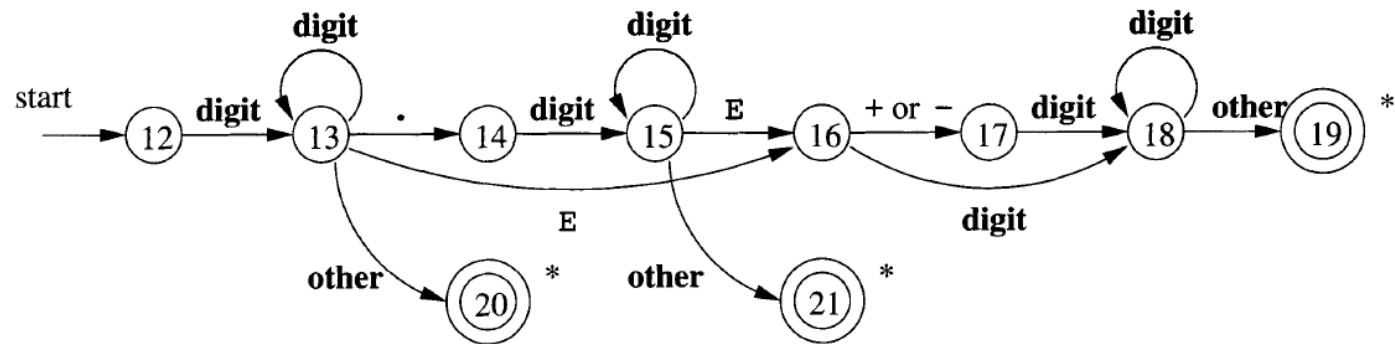 digit digit digit
start digit . digit E + or - digit other *
12 13 14 15 16 17 18 19
E digit
other * other *
20 21